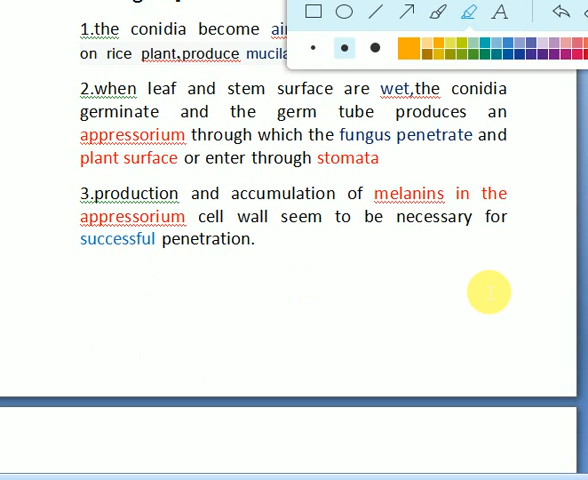 1.the conidia become
on rice plant,produce
2.when leaf and stem surface are wet,the conidia
germinate and the germ tube produces an
appressorium through which the fungus penetrate and
plant surface or enter through stomata
3.production and accumulation of melanins in the
appressorium cell wall seem to be necessary for
successful penetration.
A